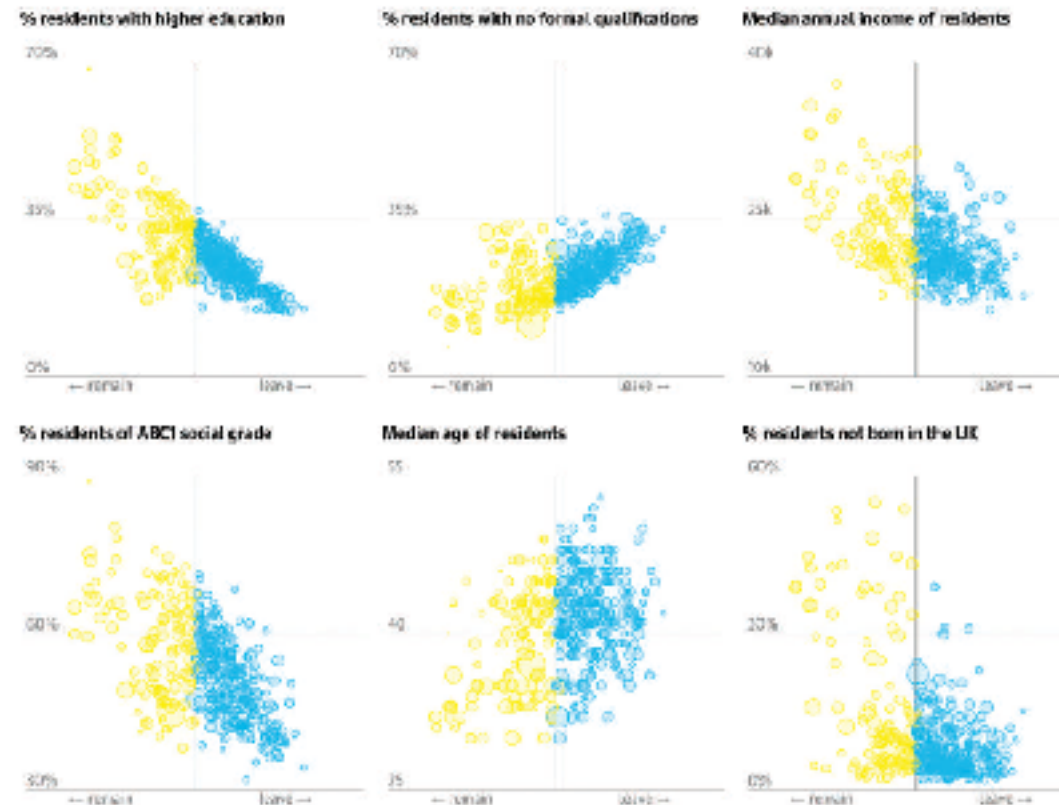 % residents with higher education
% residents with no formal qualifications
Median annual income of residents
70%
70%
40k
35%
35%
25k
0%
0%
10k
← remain
leave →
← remain
leave →
← remain
leave →
% residents of ABC1 social grade
Median age of residents
% residents not born in the UK
90%
55
60%
60%
40
30%
30%
25
0%
← remain
leave →
← remain
leave →
← remain
leave →